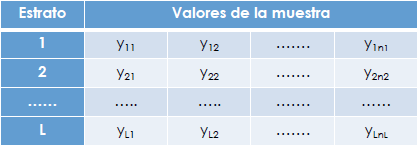 Estrato Valores de la muestra
1 y11 y12 ....... y1n1
2 y21 y22 ....... y2n2
...... ..... ..... ....... ......
L yL1 yL2 ....... yLnL